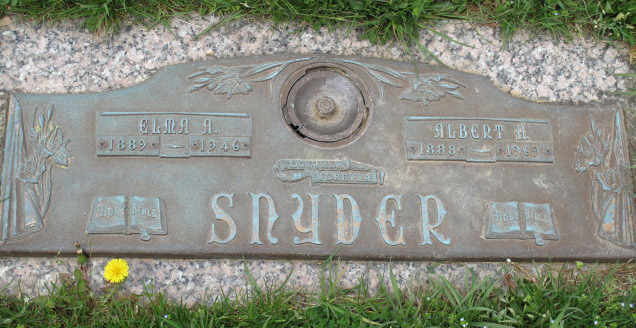 ELMA A.
1889 1946
ALBERT H.
1888 1969
TOGETHER
FOREVER
HOLY BIBLE
HOLY BIBLE
SNYDER